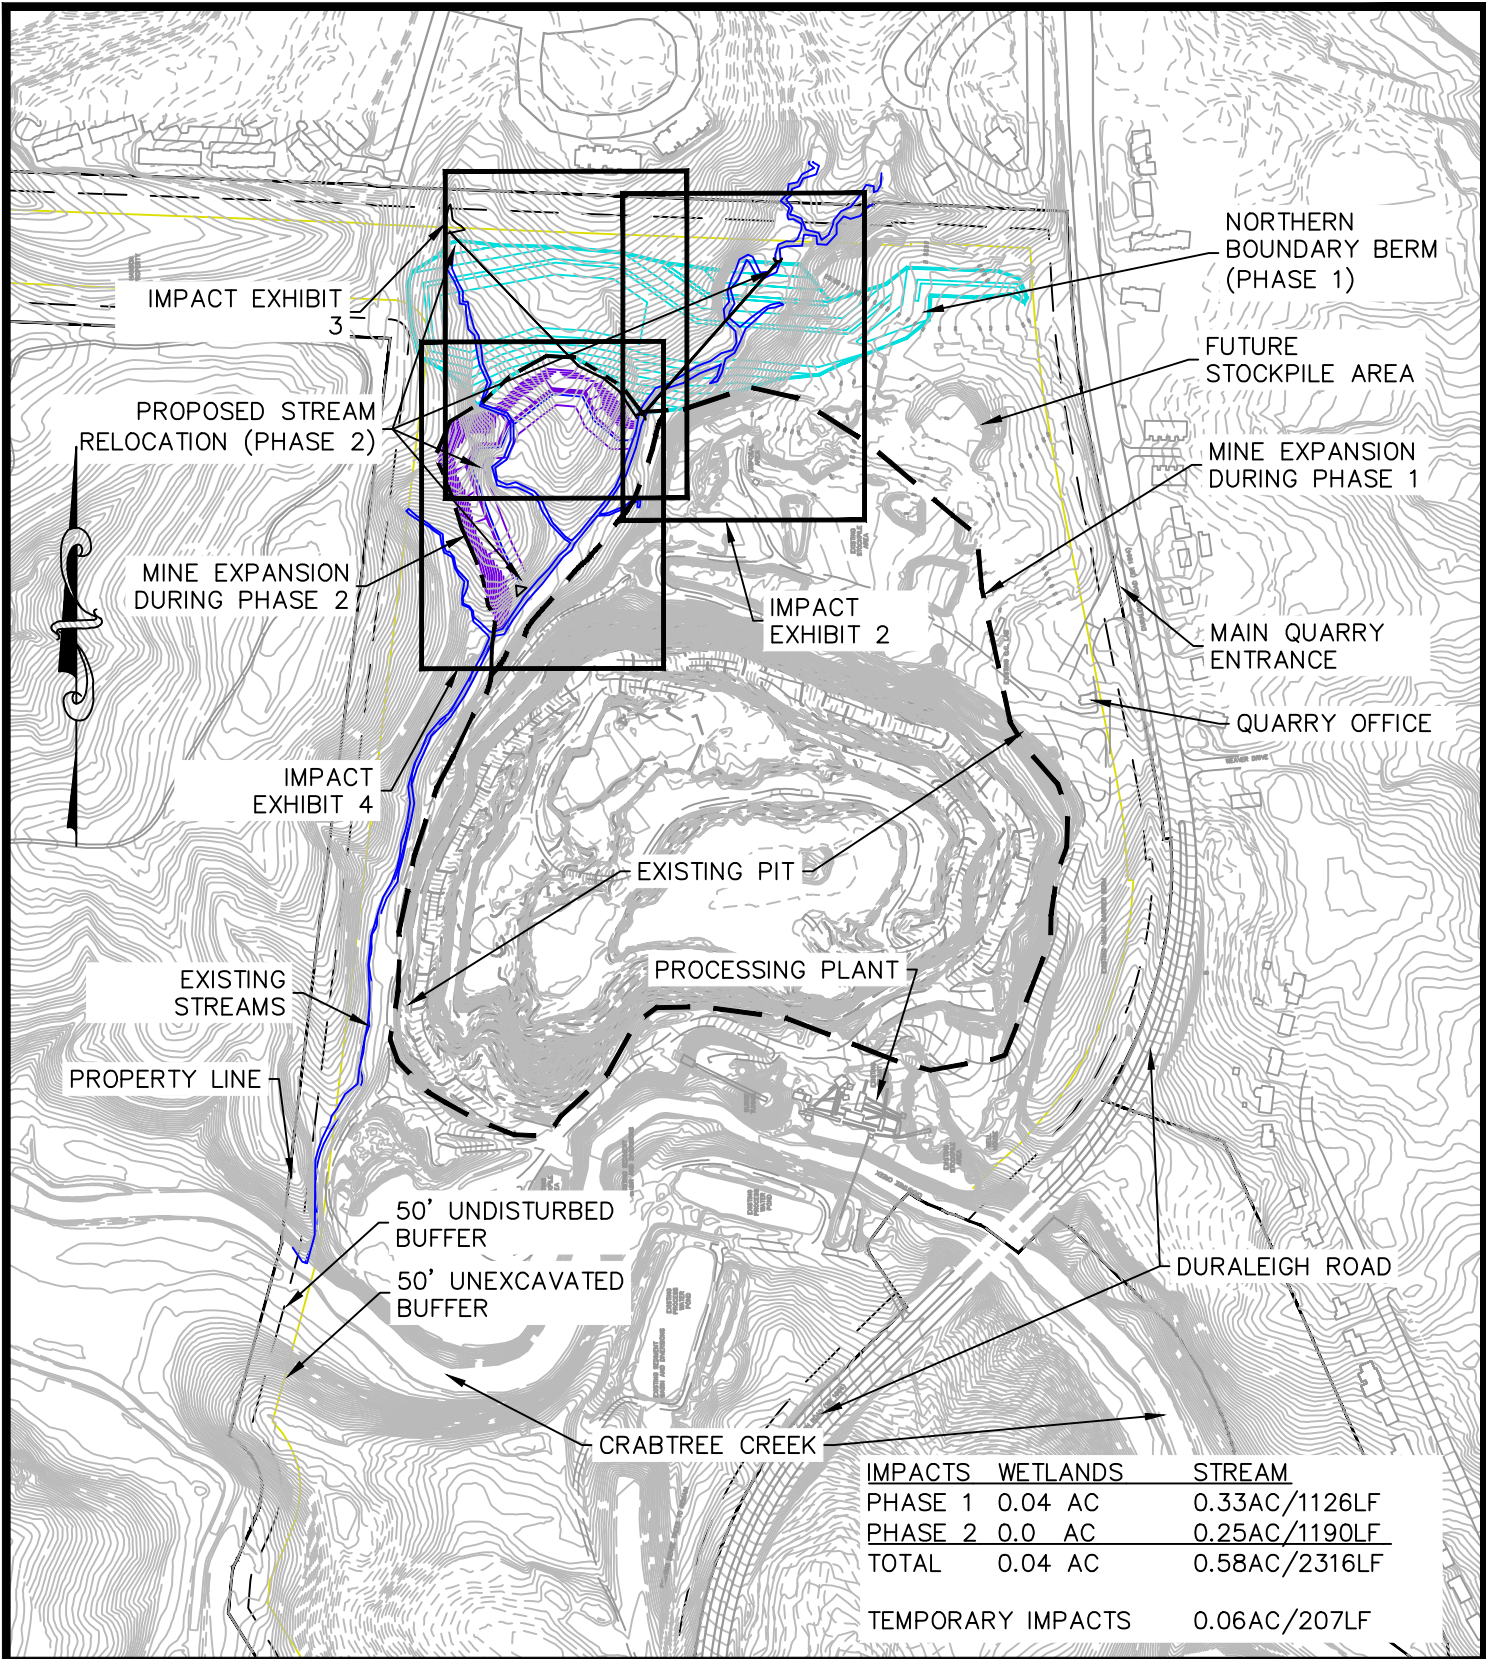 NORTHERN
BOUNDARY BERM
(PHASE 1)
IMPACT EXHIBIT
3
FUTURE
STOCKPILE AREA
PROPOSED STREAM
RELOCATION (PHASE 2)
MINE EXPANSION
DURING PHASE 1
MINE EXPANSION
DURING PHASE 2
IMPACT
EXHIBIT 2
MAIN QUARRY
ENTRANCE
QUARRY OFFICE
IMPACT
EXHIBIT 4
EXISTING PIT
PROCESSING PLANT
EXISTING
STREAMS
PROPERTY LINE
50' UNDISTURBED
BUFFER
50' UNEXCAVATED
BUFFER
DURALEIGH ROAD
CRABTREE CREEK
IMPACTS WETLANDS STREAM
PHASE 1 0.04 AC 0.33AC/1126LF
PHASE 2 0.0 AC 0.25AC/1190LF
TOTAL 0.04 AC 0.58AC/2316LF
TEMPORARY IMPACTS 0.06AC/207LF